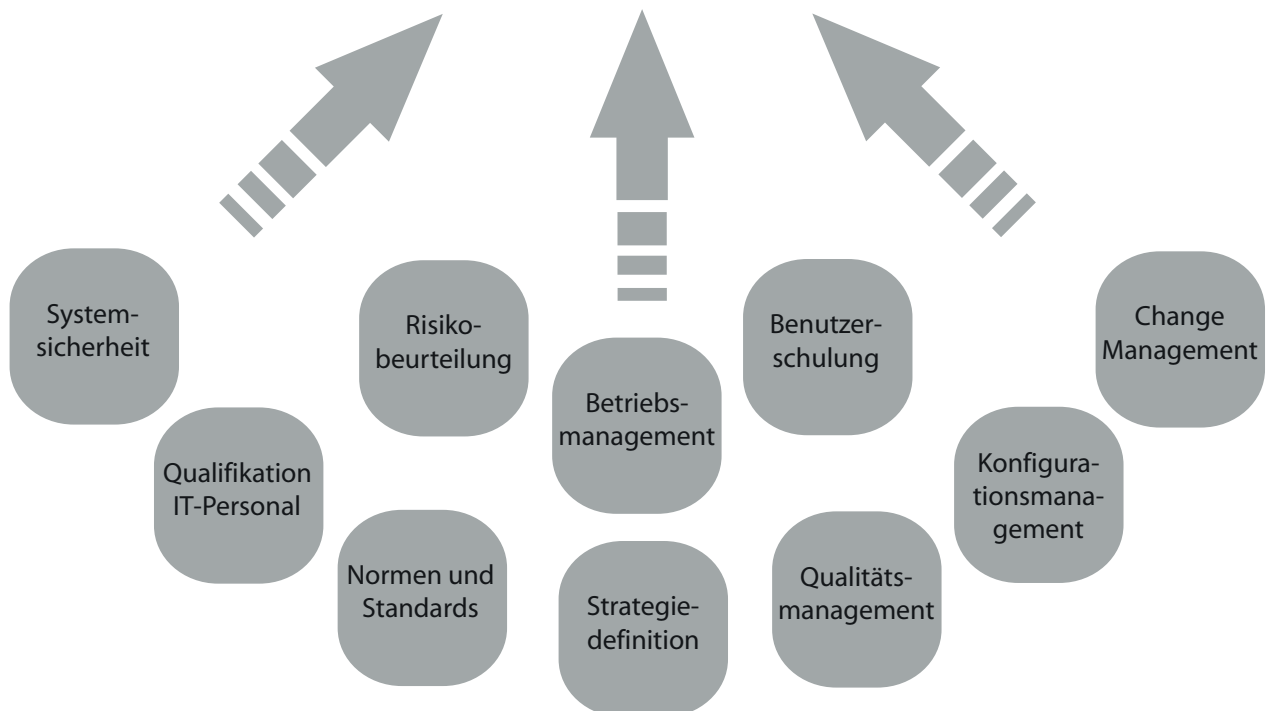 System-
sicherheit
Risiko-
beurteilung
Betriebs-
management
Benutzer-
schulung
Change
Management
Qualifikation
IT-Personal
Konfigura-
tionsmana-
gement
Normen und
Standards
Strategie-
definition
Qualitäts-
management